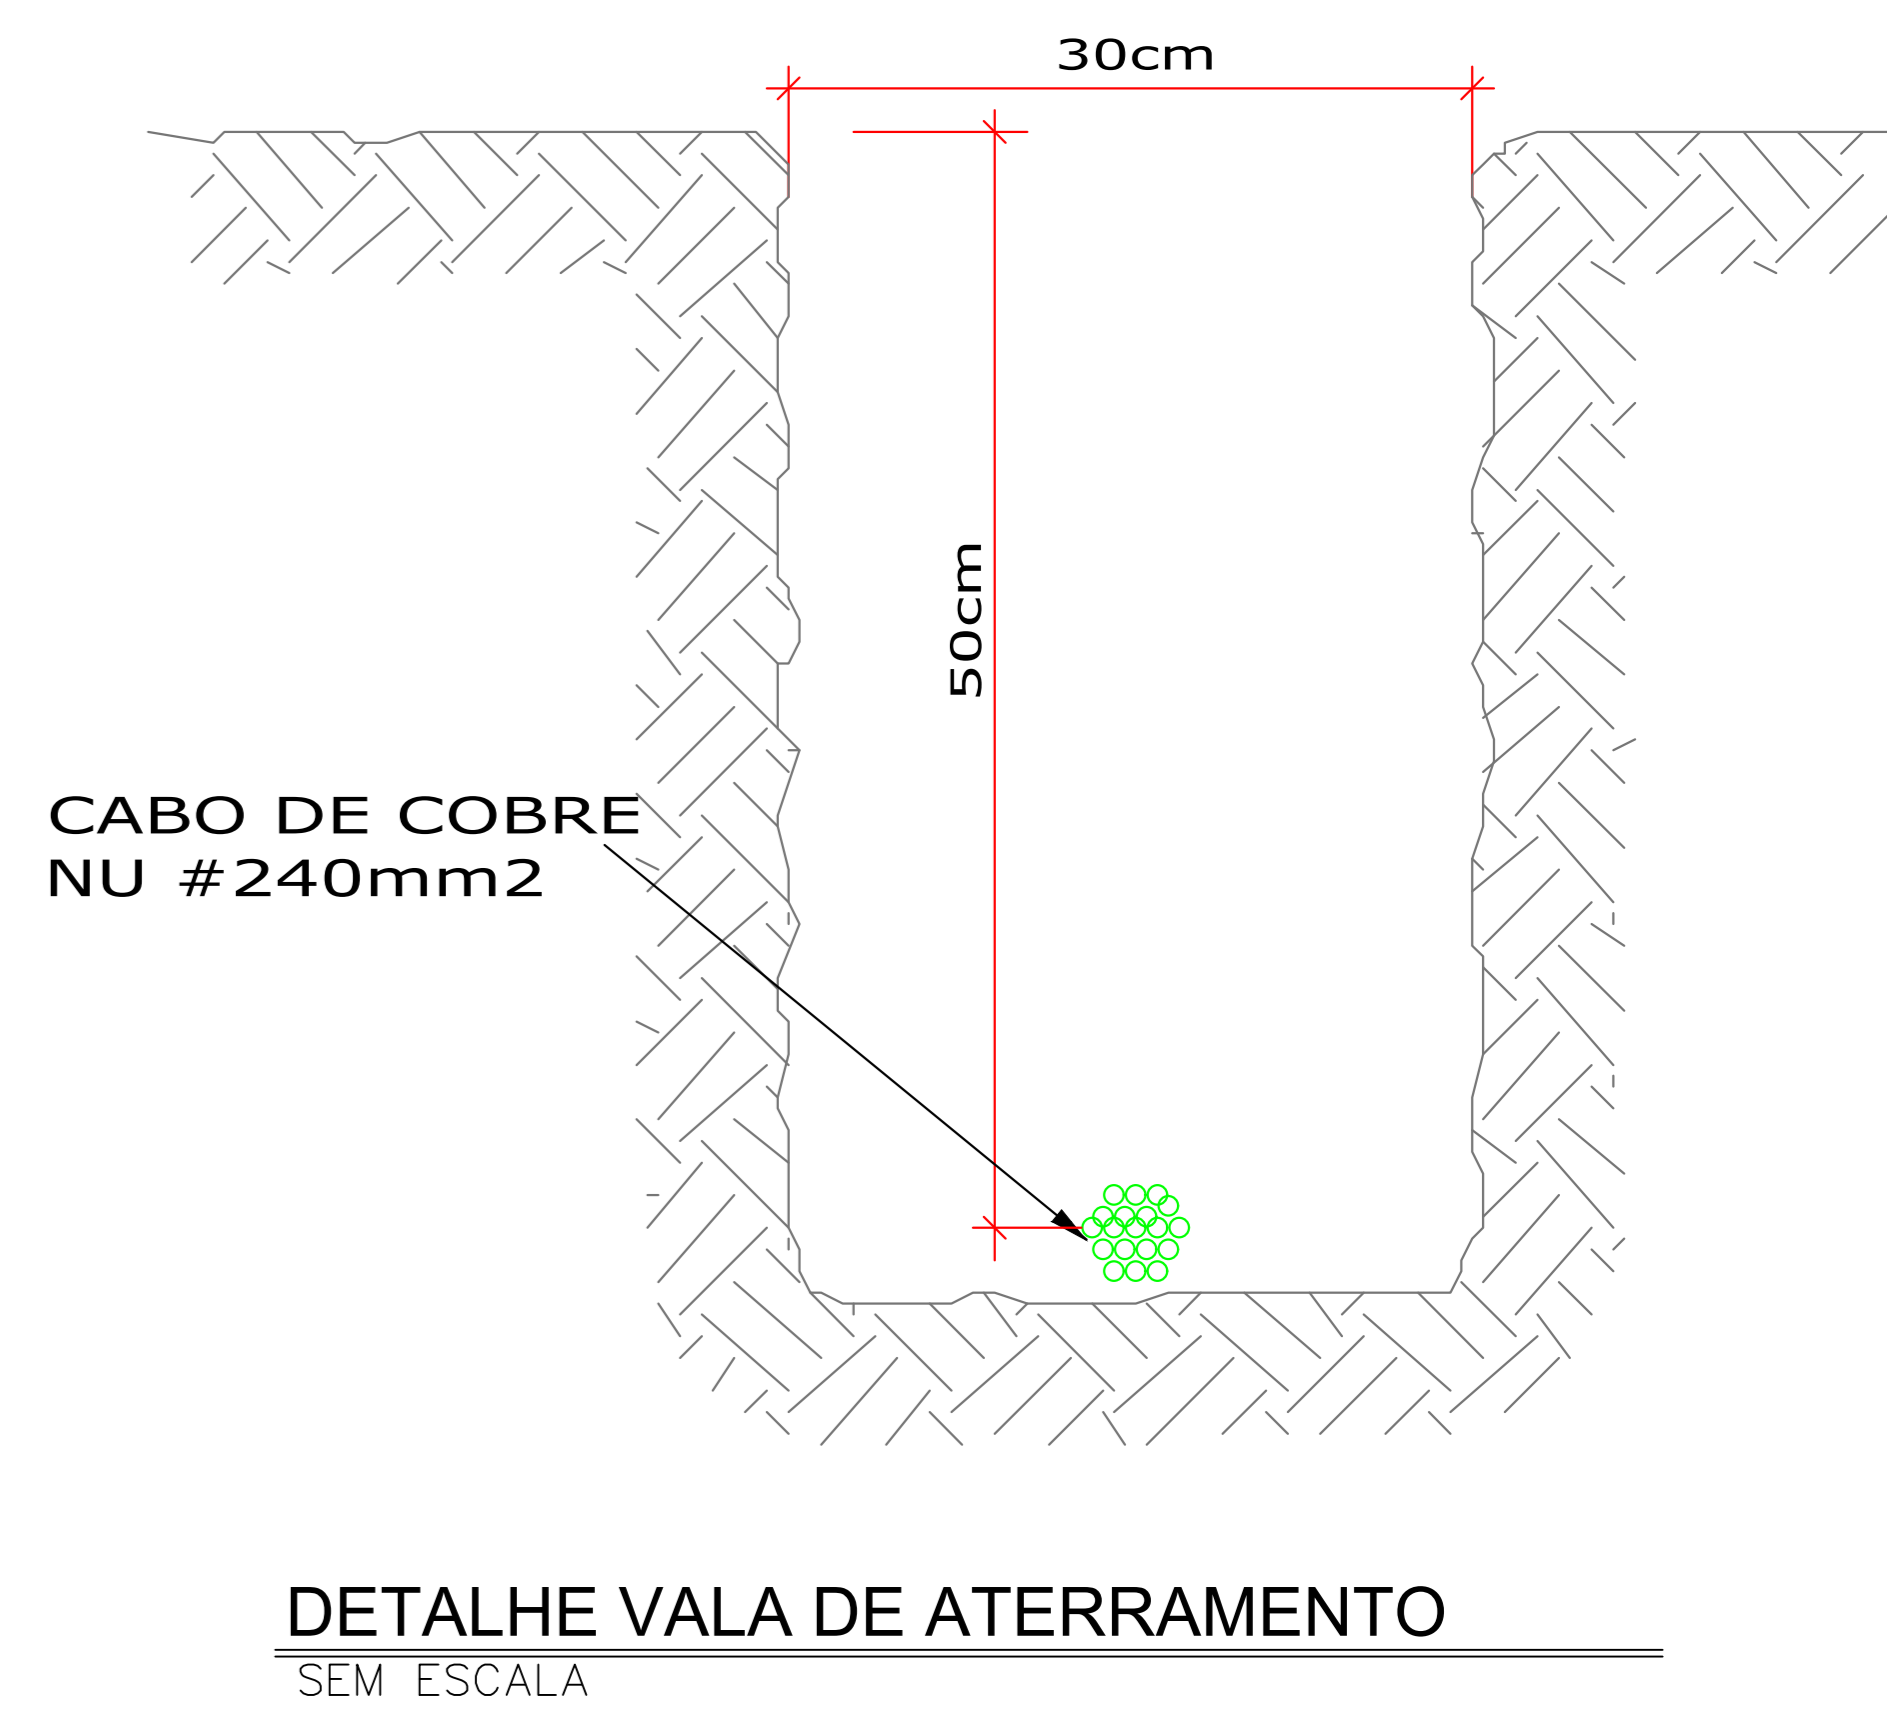 30cm
50cm
CABO DE COBRE
NU #240mm2
DETALHE VALA DE ATERRAMENTO
SEM ESCALA